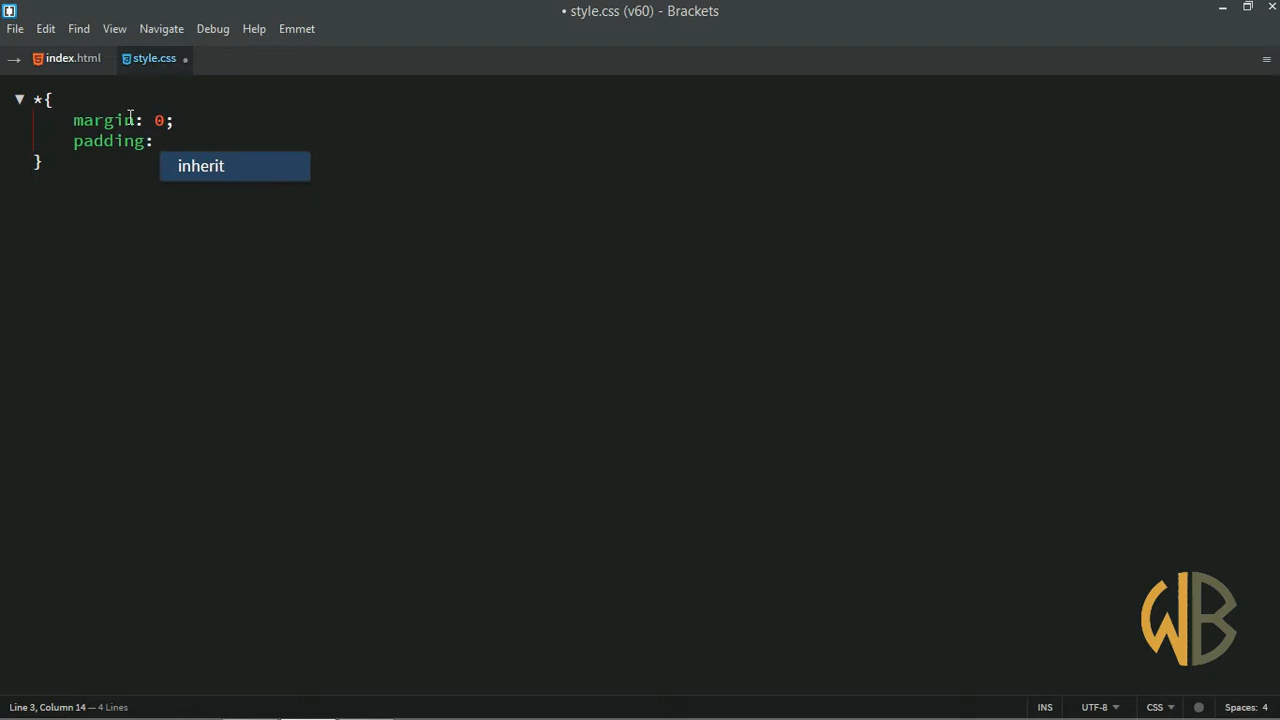 • style.css (v60) - Brackets
File Edit Find View Navigate Debug Help Emmet
index.html style.css
*{
margin: 0;
padding:
}
inherit
WB
Line 3, Column 14 — 4 Lines
INS UTF-8 CSS Spaces: 4